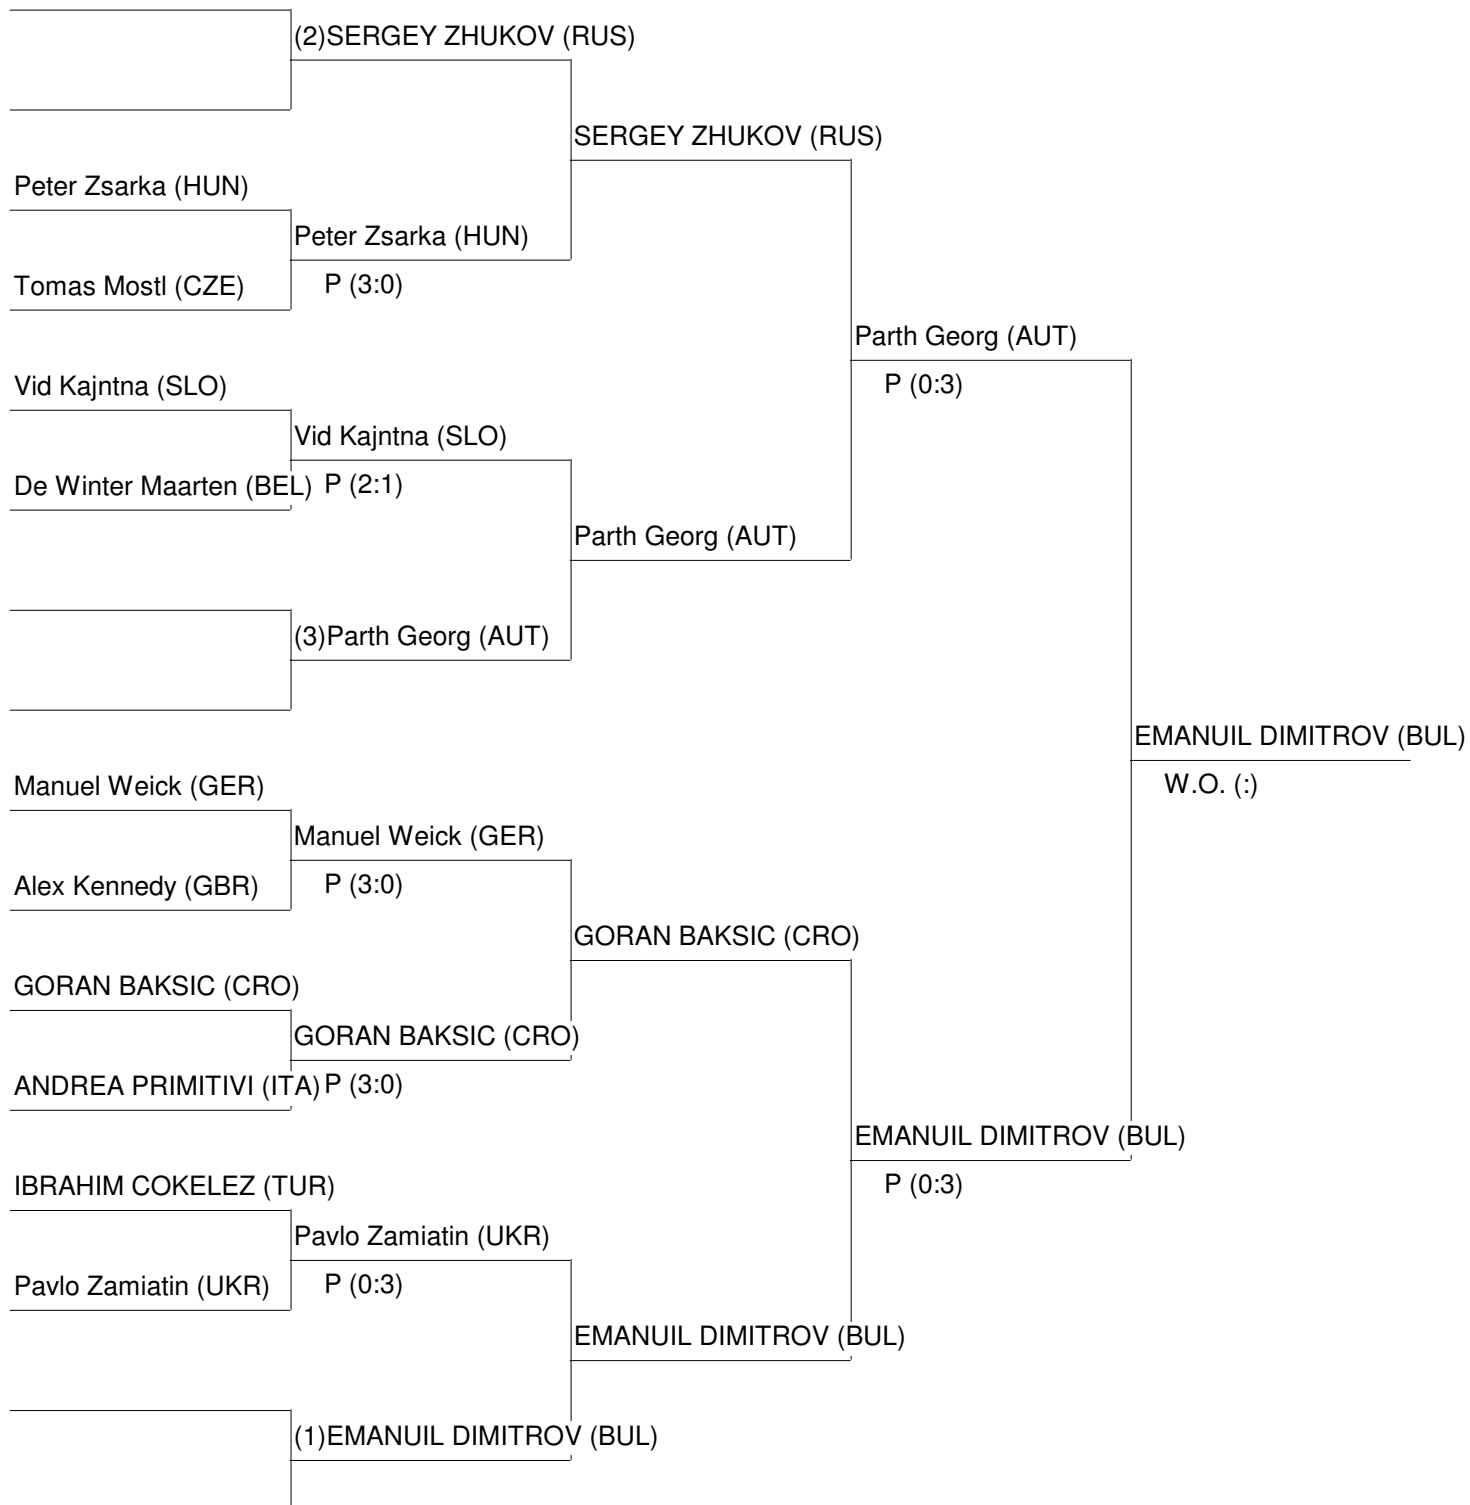 (2)SERGEY ZHUKOV (RUS)
SERGEY ZHUKOV (RUS)
Peter Zsarka (HUN)
Peter Zsarka (HUN)
Tomas Mostl (CZE)
P (3:0)
Parth Georg (AUT)
Vid Kajntna (SLO)
P (0:3)
Vid Kajntna (SLO)
De Winter Maarten (BEL)
P (2:1)
Parth Georg (AUT)
(3)Parth Georg (AUT)
EMANUIL DIMITROV (BUL)
Manuel Weick (GER)
W.O. (:)
Manuel Weick (GER)
Alex Kennedy (GBR)
P (3:0)
GORAN BAKSIC (CRO)
GORAN BAKSIC (CRO)
GORAN BAKSIC (CRO)
ANDREA PRIMITIVI (ITA)
P (3:0)
EMANUIL DIMITROV (BUL)
IBRAHIM COKELEZ (TUR)
P (0:3)
Pavlo Zamiatin (UKR)
Pavlo Zamiatin (UKR)
P (0:3)
EMANUIL DIMITROV (BUL)
(1)EMANUIL DIMITROV (BUL)